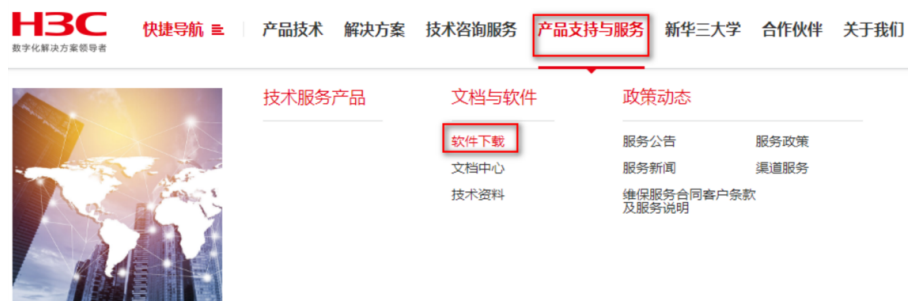 H3C
数字化解决方案领导者
快捷导航
产品技术
解决方案
技术咨询服务
产品支持与服务
新华三大学
合作伙伴
关于我们
技术服务产品
文档与软件
软件下载
文档中心
技术资料
政策动态
服务公告
服务政策
服务新闻
渠道服务
维保服务合同客户条款
及服务说明